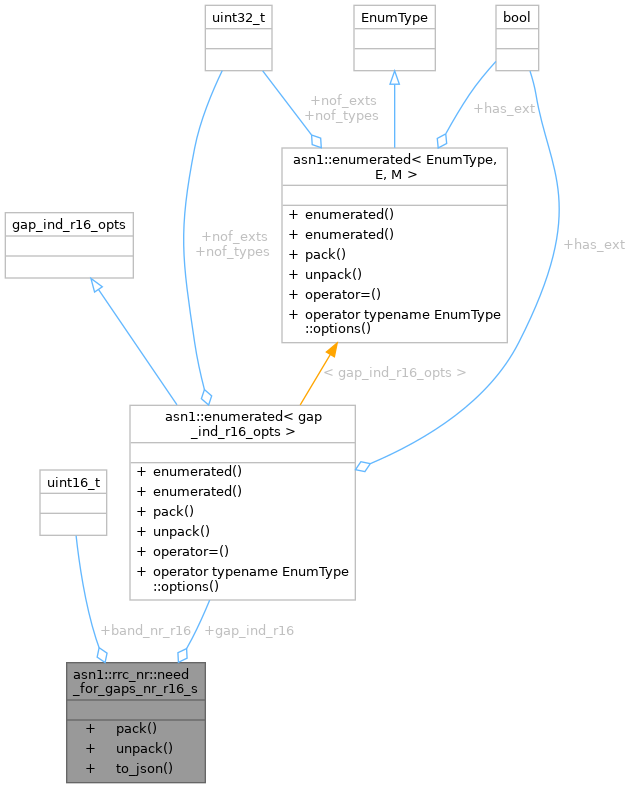 uint32_t
EnumType
bool
+nof_exts
+nof_types
+has_ext
asn1::enumerated< EnumType,
E, M >
+ enumerated()
+ enumerated()
+ pack()
+ unpack()
+ operator=()
+ operator typename EnumType
::options()
gap_ind_r16_opts
+nof_exts
+nof_types
+has_ext
< gap_ind_r16_opts >
asn1::enumerated< gap
_ind_r16_opts >
+ enumerated()
+ enumerated()
+ pack()
+ unpack()
+ operator=()
+ operator typename EnumType
::options()
uint16_t
+band_nr_r16
+gap_ind_r16
asn1::rrc_nr::need
_for_gaps_nr_r16_s
+ pack()
+ unpack()
+ to_json()